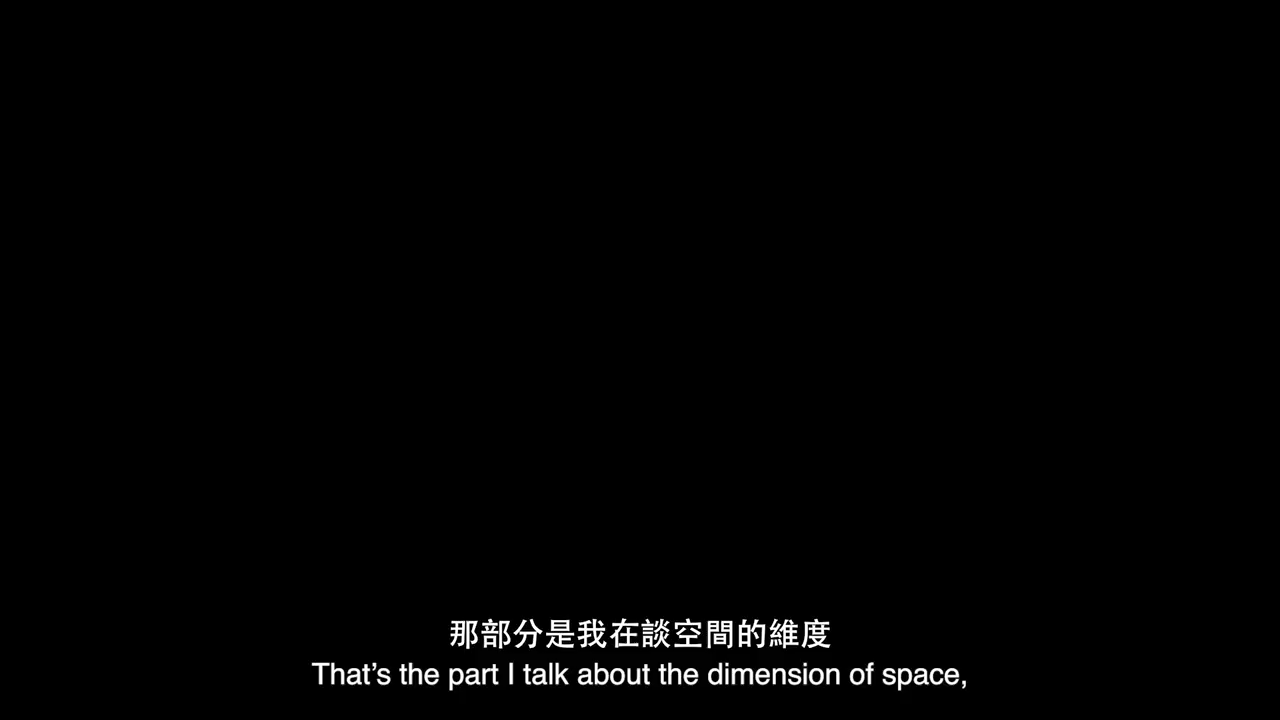 那部分是我在談空間的維度
That’s the part I talk about the dimension of space,